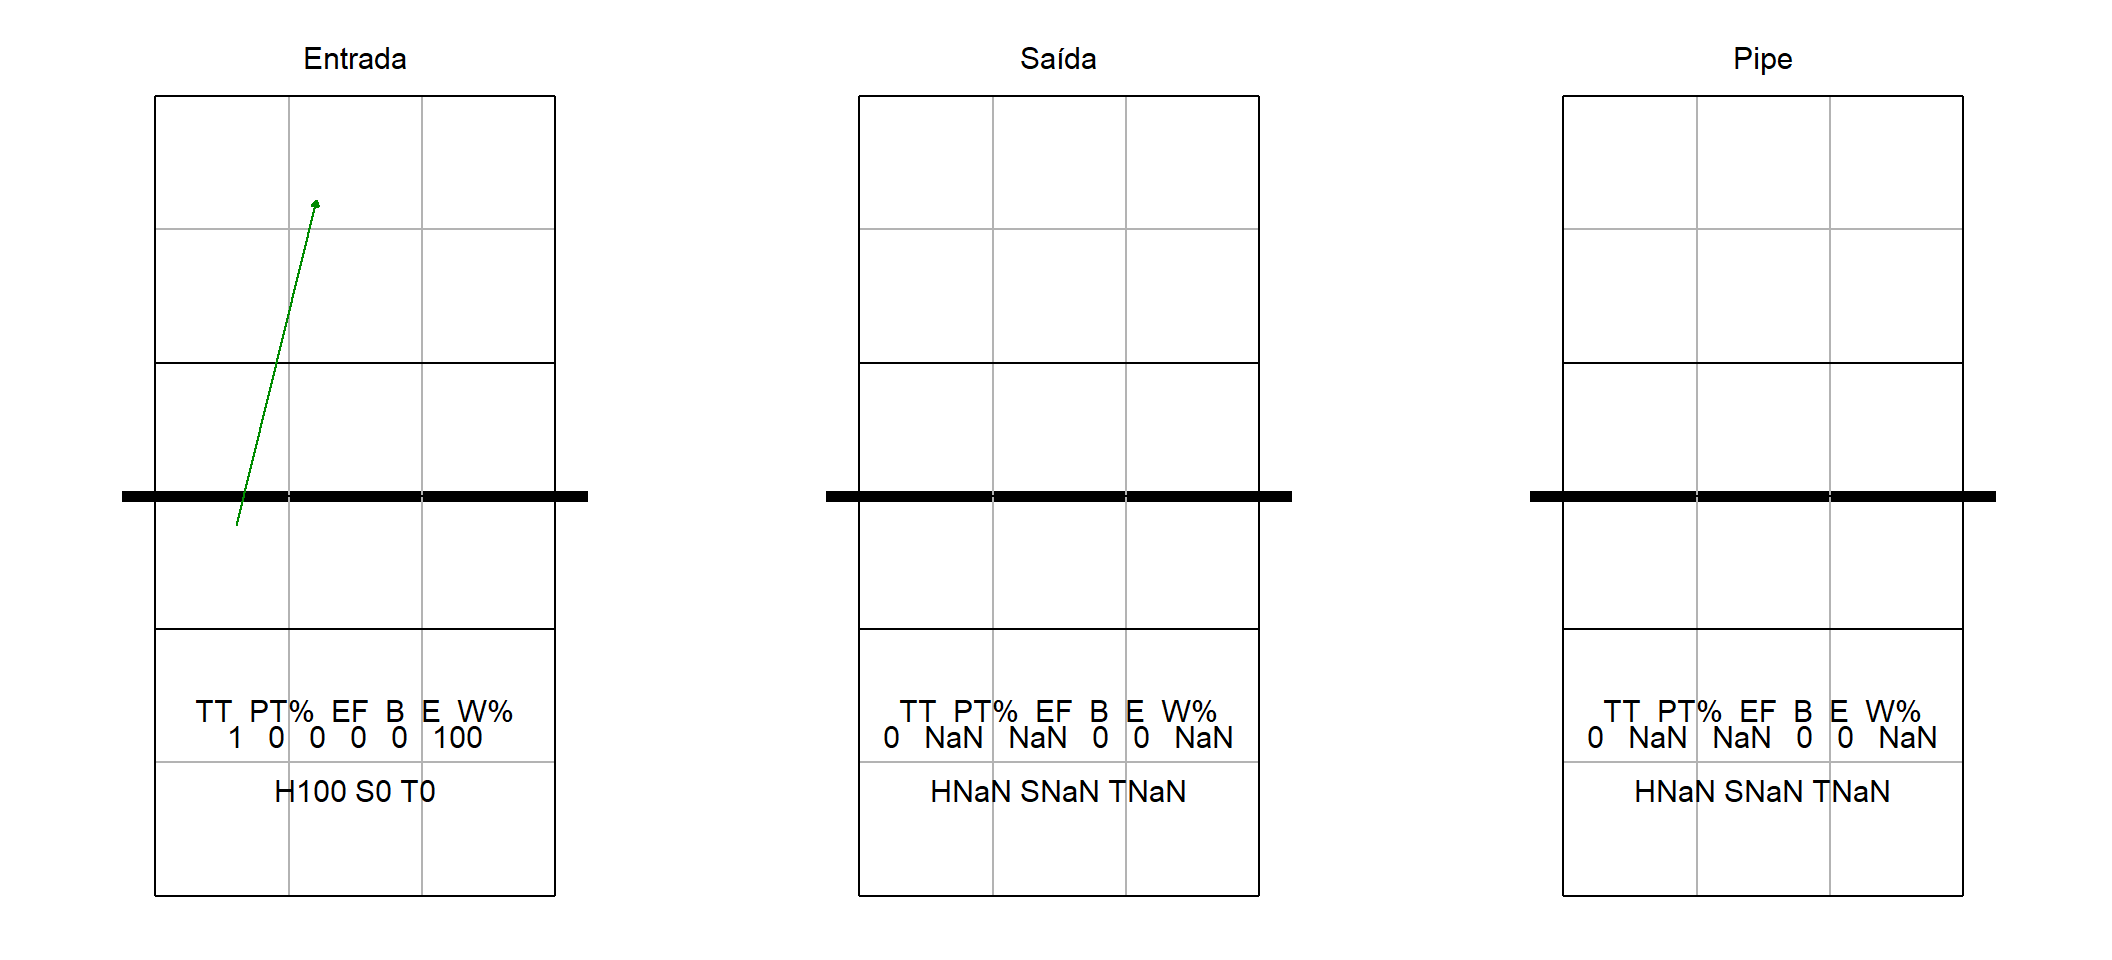 Entrada
TT PT% EF B E W%
1 0 0 0 0 100
H100 S0 T0
Saída
TT PT% EF B E W%
0 NaN NaN 0 0 NaN
HNaN SNaN TNaN
Pipe
TT PT% EF B E W%
0 NaN NaN 0 0 NaN
HNaN SNaN TNaN